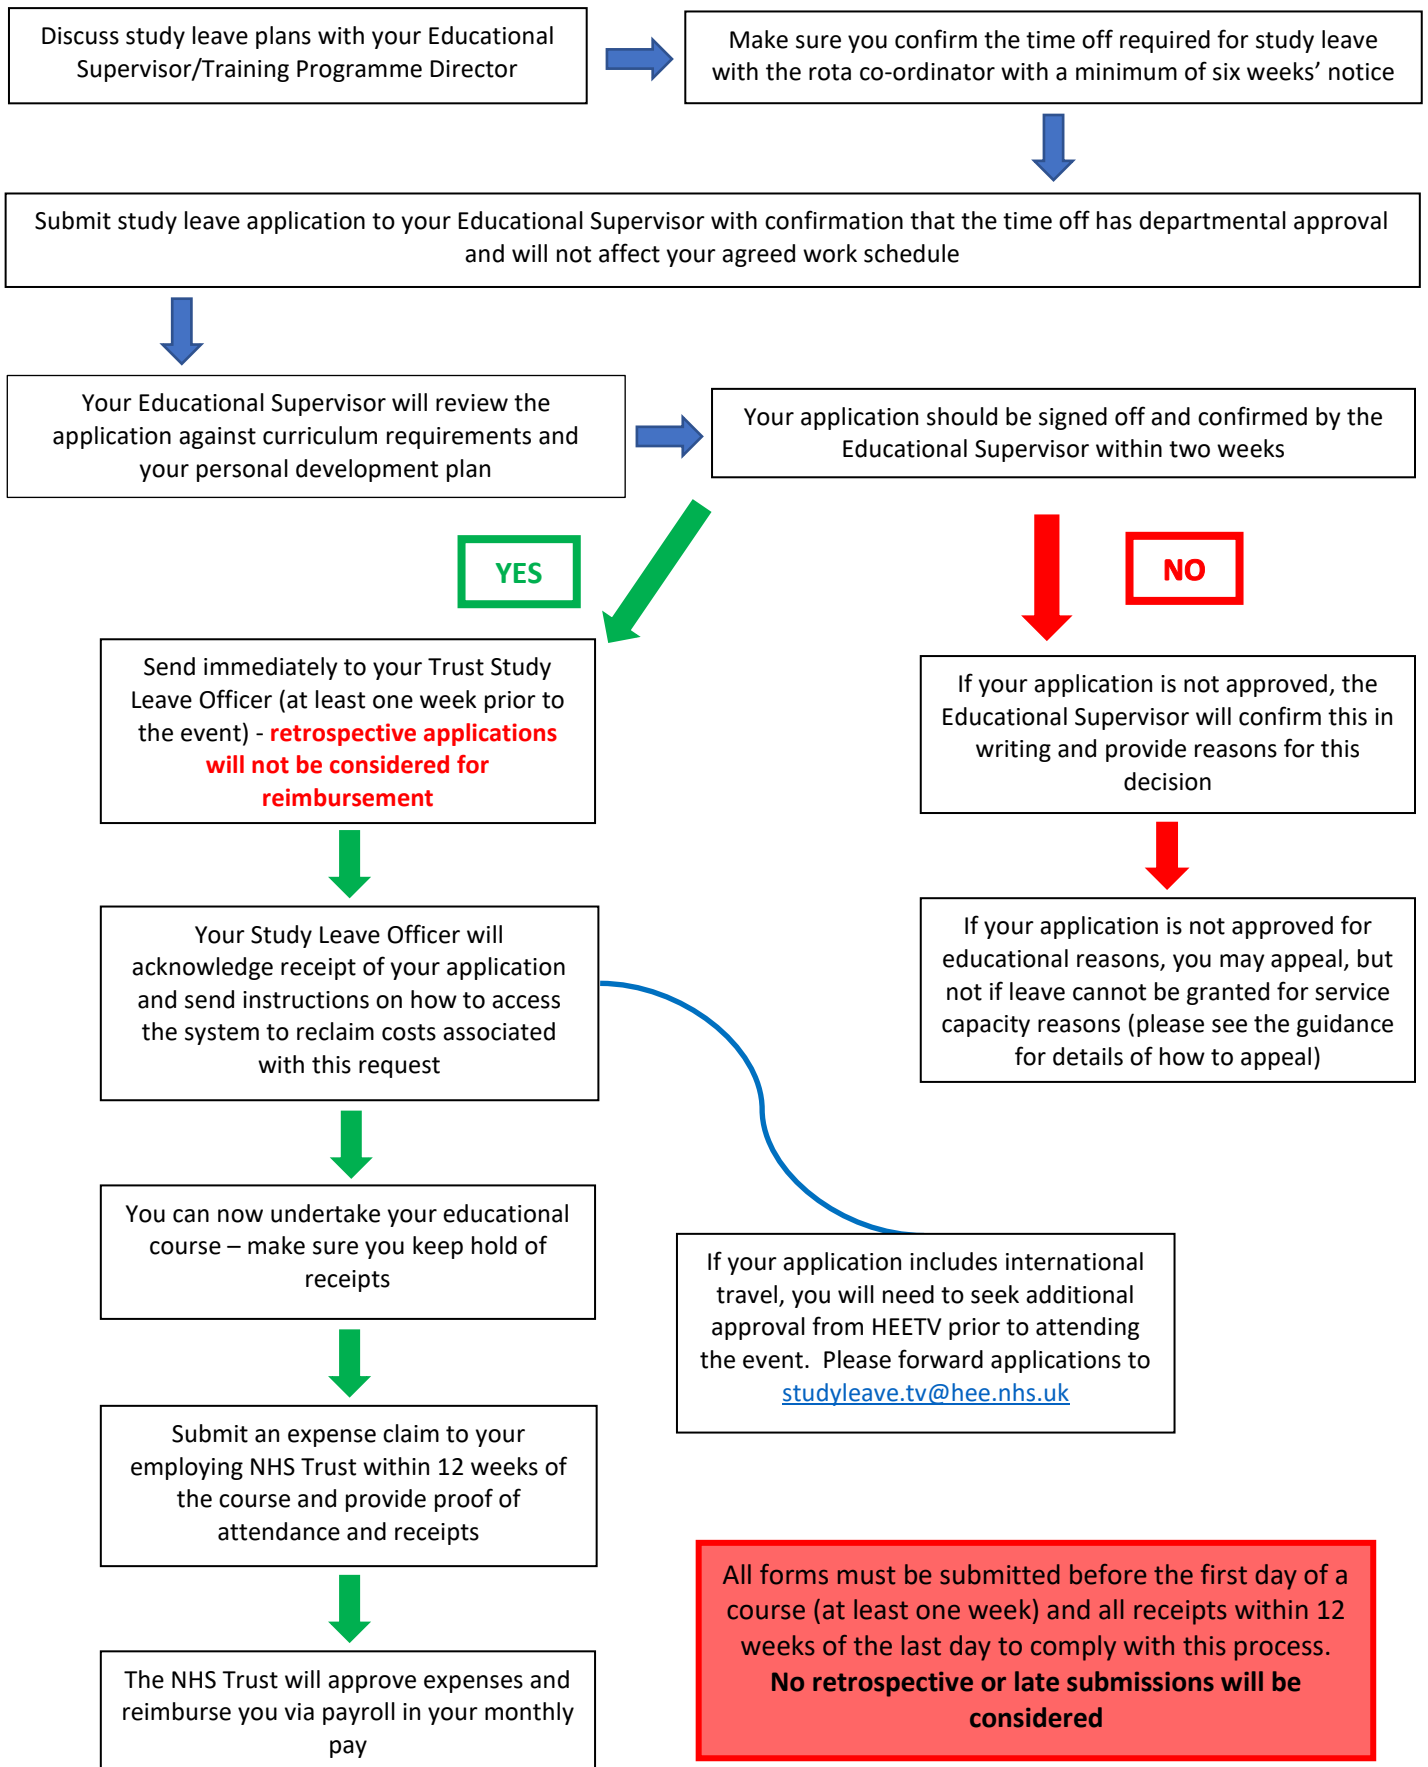 Discuss study leave plans with your Educational
Supervisor/Training Programme Director
Make sure you confirm the time off required for study leave
with the rota co-ordinator with a minimum of six weeks’ notice
Submit study leave application to your Educational Supervisor with confirmation that the time off has departmental approval
and will not affect your agreed work schedule
Your Educational Supervisor will review the
application against curriculum requirements and
your personal development plan
Your application should be signed off and confirmed by the
Educational Supervisor within two weeks
YES
NO
Send immediately to your Trust Study
Leave Officer (at least one week prior to
the event) - retrospective applications
will not be considered for
reimbursement
If your application is not approved, the
Educational Supervisor will confirm this in
writing and provide reasons for this
decision
Your Study Leave Officer will
acknowledge receipt of your application
and send instructions on how to access
the system to reclaim costs associated
with this request
If your application is not approved for
educational reasons, you may appeal, but
not if leave cannot be granted for service
capacity reasons (please see the guidance
for details of how to appeal)
You can now undertake your educational
course – make sure you keep hold of
receipts
If your application includes international
travel, you will need to seek additional
approval from HEETV prior to attending
the event.  Please forward applications to
studyleave.tv@hee.nhs.uk
Submit an expense claim to your
employing NHS Trust within 12 weeks of
the course and provide proof of
attendance and receipts
All forms must be submitted before the first day of a
course (at least one week) and all receipts within 12
weeks of the last day to comply with this process.
No retrospective or late submissions will be
considered
The NHS Trust will approve expenses and
reimburse you via payroll in your monthly
pay